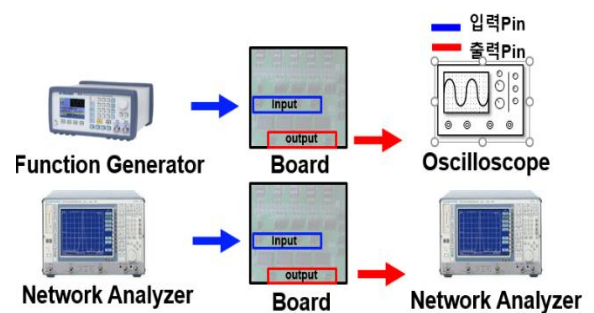 입력Pin
출력Pin
Input
output
Function Generator
Board
Oscilloscope
Input
output
Network Analyzer
Board
Network Analyzer